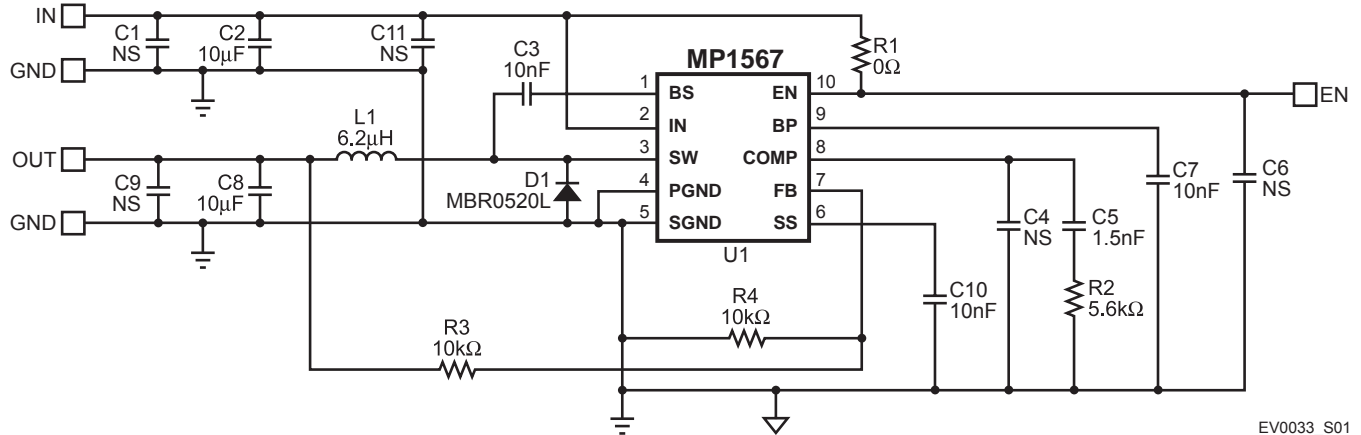 IN
GND
OUT
GND
C1
NS
C2
10μF
C11
NS
C3
10nF
L1
6.2μH
C9
NS
C8
10μF
D1
MBR0520L
MP1567
1
2
3
4
5
BS
IN
SW
PGND
SGND
EN
BP
COMP
FB
SS
10
9
8
7
6
U1
R1
0Ω
EN
C7
10nF
C6
NS
C4
NS
C5
1.5nF
R2
5.6kΩ
C10
10nF
R4
10kΩ
R3
10kΩ
EV0033_S01